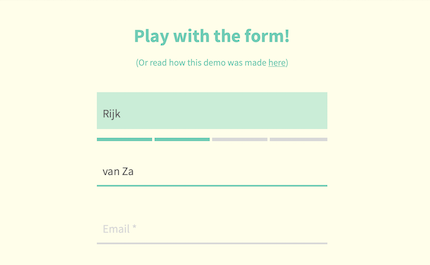 Play with the form!
(Or read how this demo was made here)
Rijk
van Za
Email *